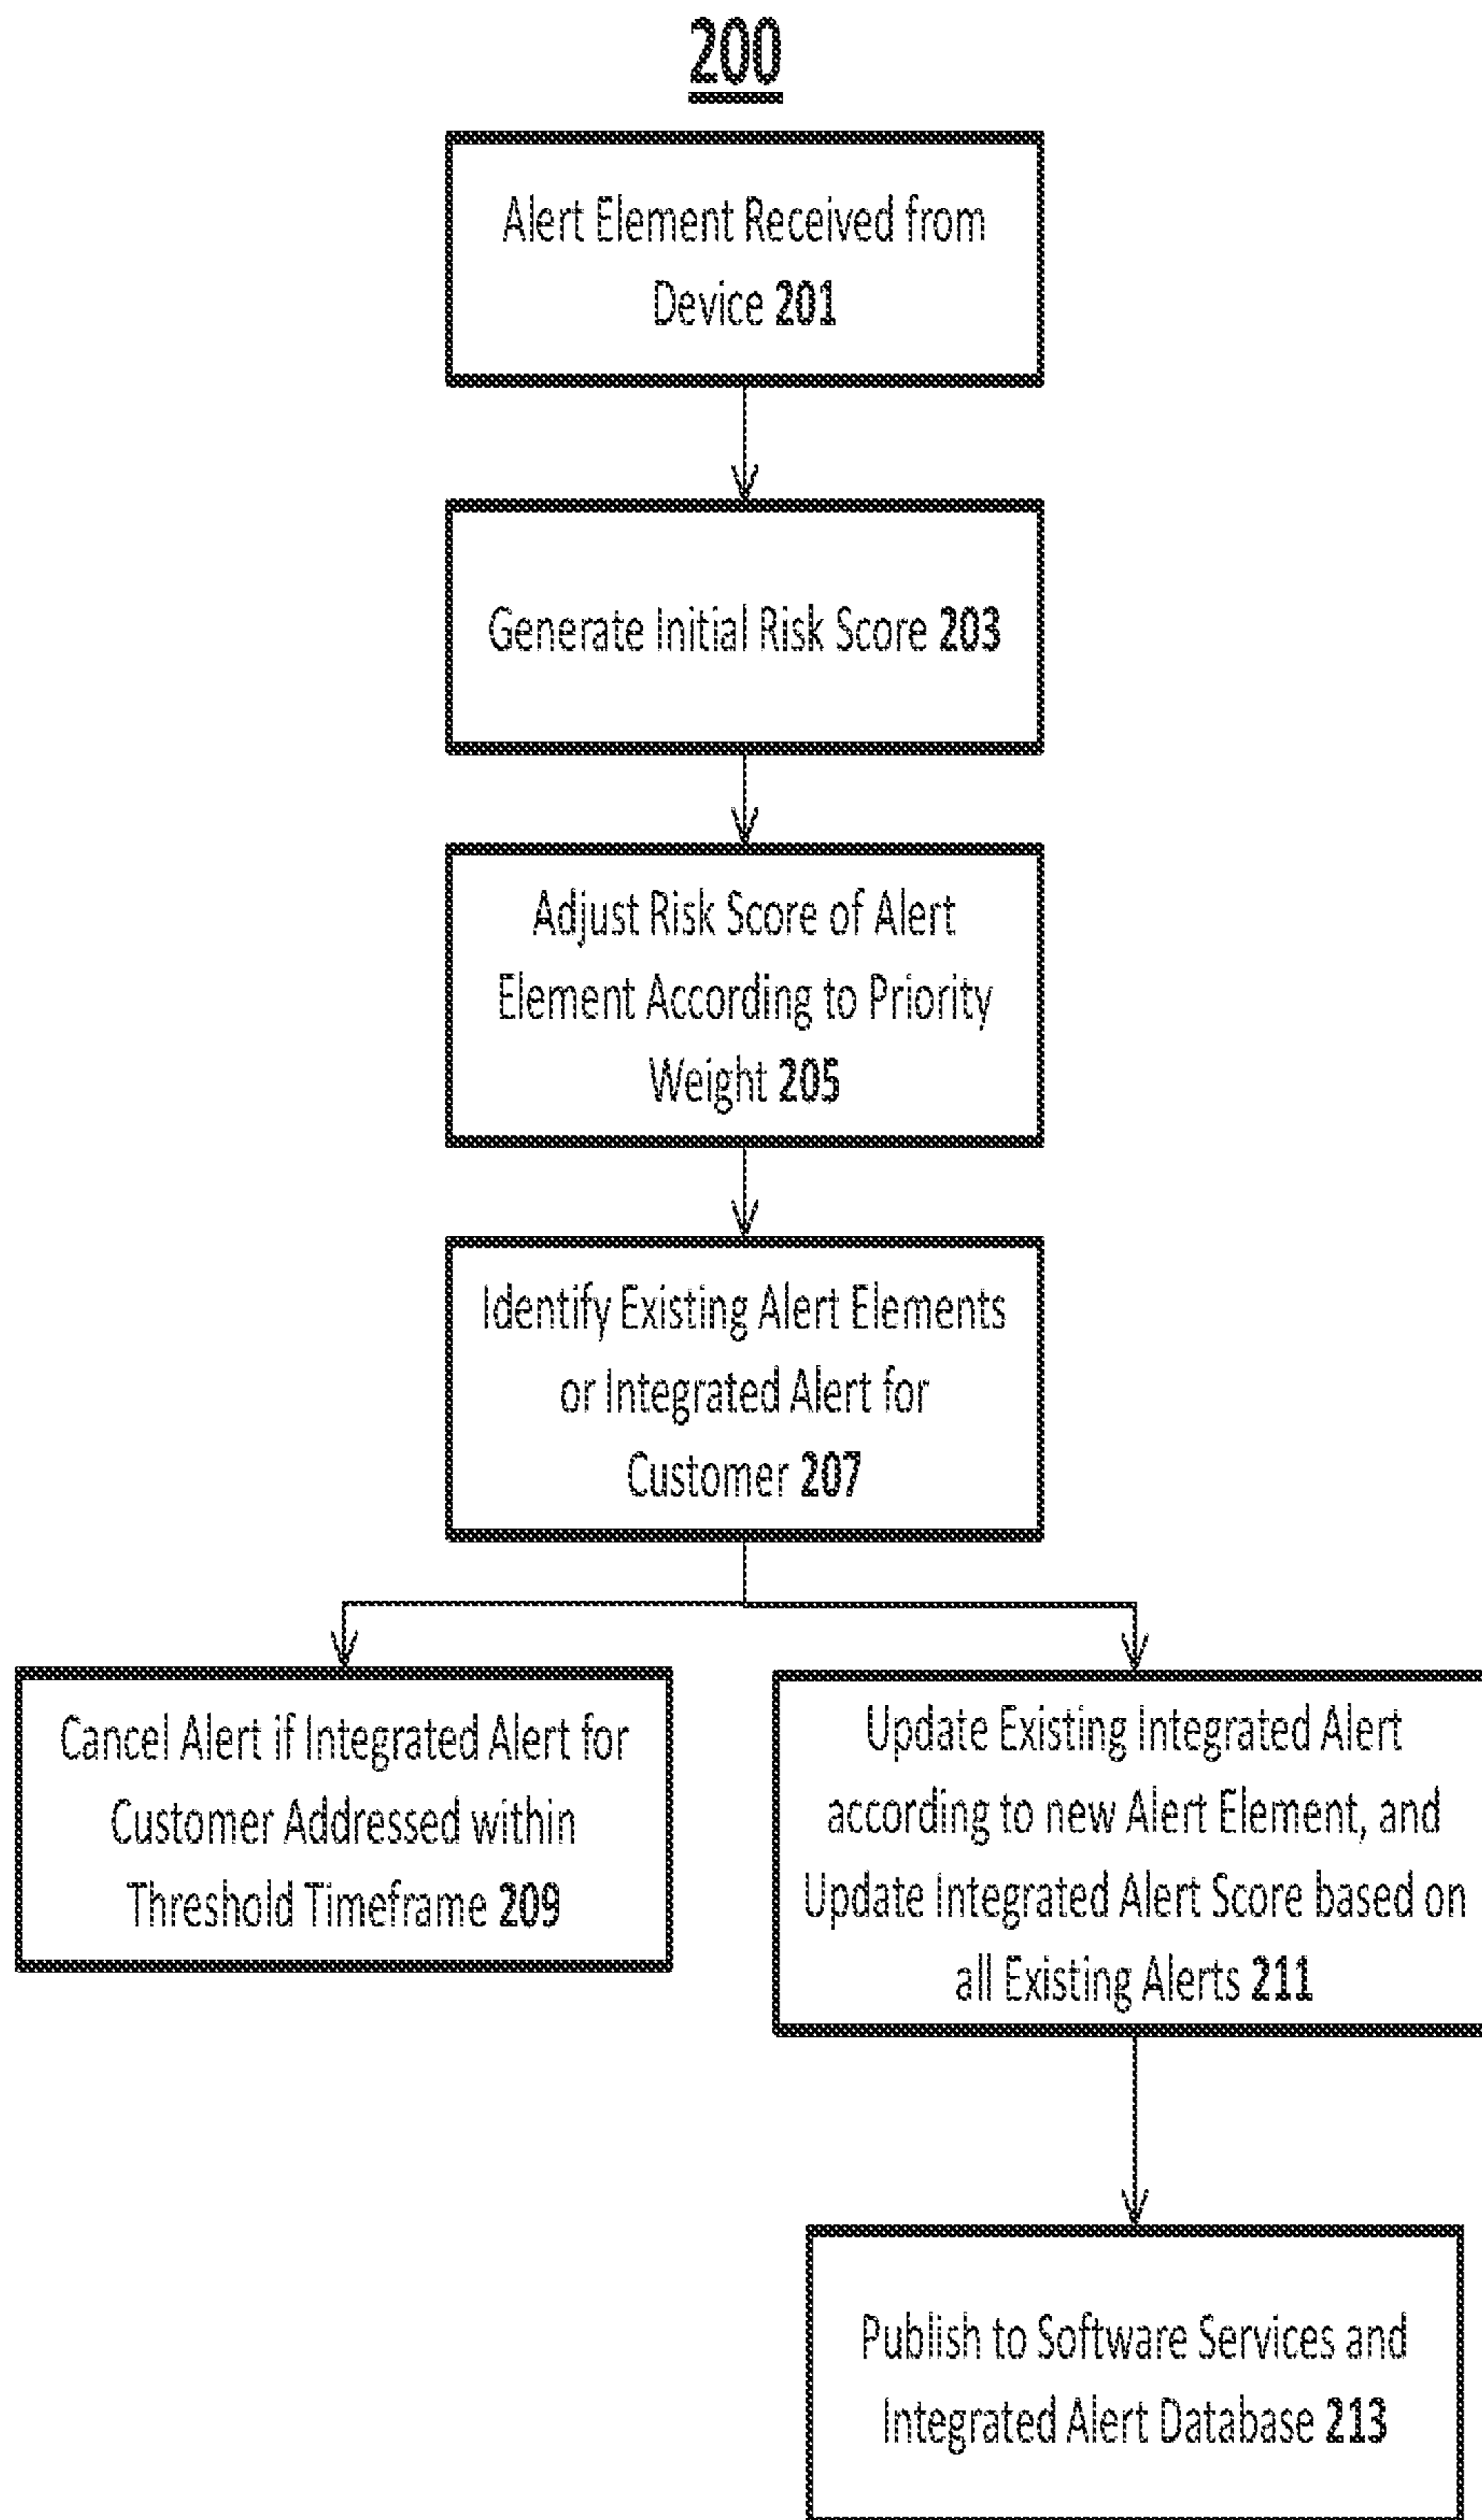 200
Alert Element Received from
Device 201
Generate Initial Risk Score 203
Adjust Risk Score of Alert
Element According to Priority
Weight 205
Identify Existing Alert Elements
or Integrated Alert for
Customer 207
Cancel Alert if Integrated Alert for
Customer Addressed within
Threshold Timeframe 209
Update Existing Integrated Alert
according to new Alert Element, and
Update Integrated Alert Score based on
all Existing Alerts 211
Publish to Software Services and
Integrated Alert Database 213